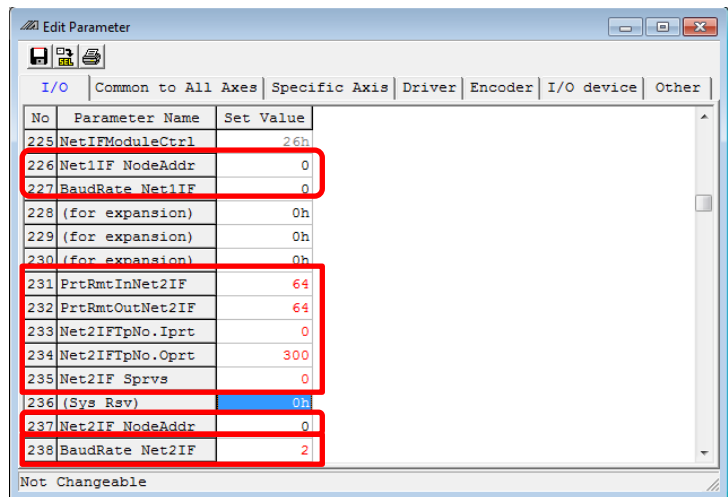 Edit Parameter
SEL
I/O Common to All Axes Specific Axis Driver Encoder I/O device Other
No Parameter Name Set Value
225 NetIFModuleCtrl 26h
226 Net1IF NodeAddr 0
227 BaudRate Net1IF 0
228 (for expansion) 0h
229 (for expansion) 0h
230 (for expansion) 0h
231 PrtRmtInNet2IF 64
232 PrtRmtOutNet2IF 64
233 Net2IFTpNo.Iprt 0
234 Net2IFTpNo.Oprt 300
235 Net2IF Sprvs 0
236 (Sys Rsv) 0h
237 Net2IF NodeAddr 0
238 BaudRate Net2IF 2
Not Changeable